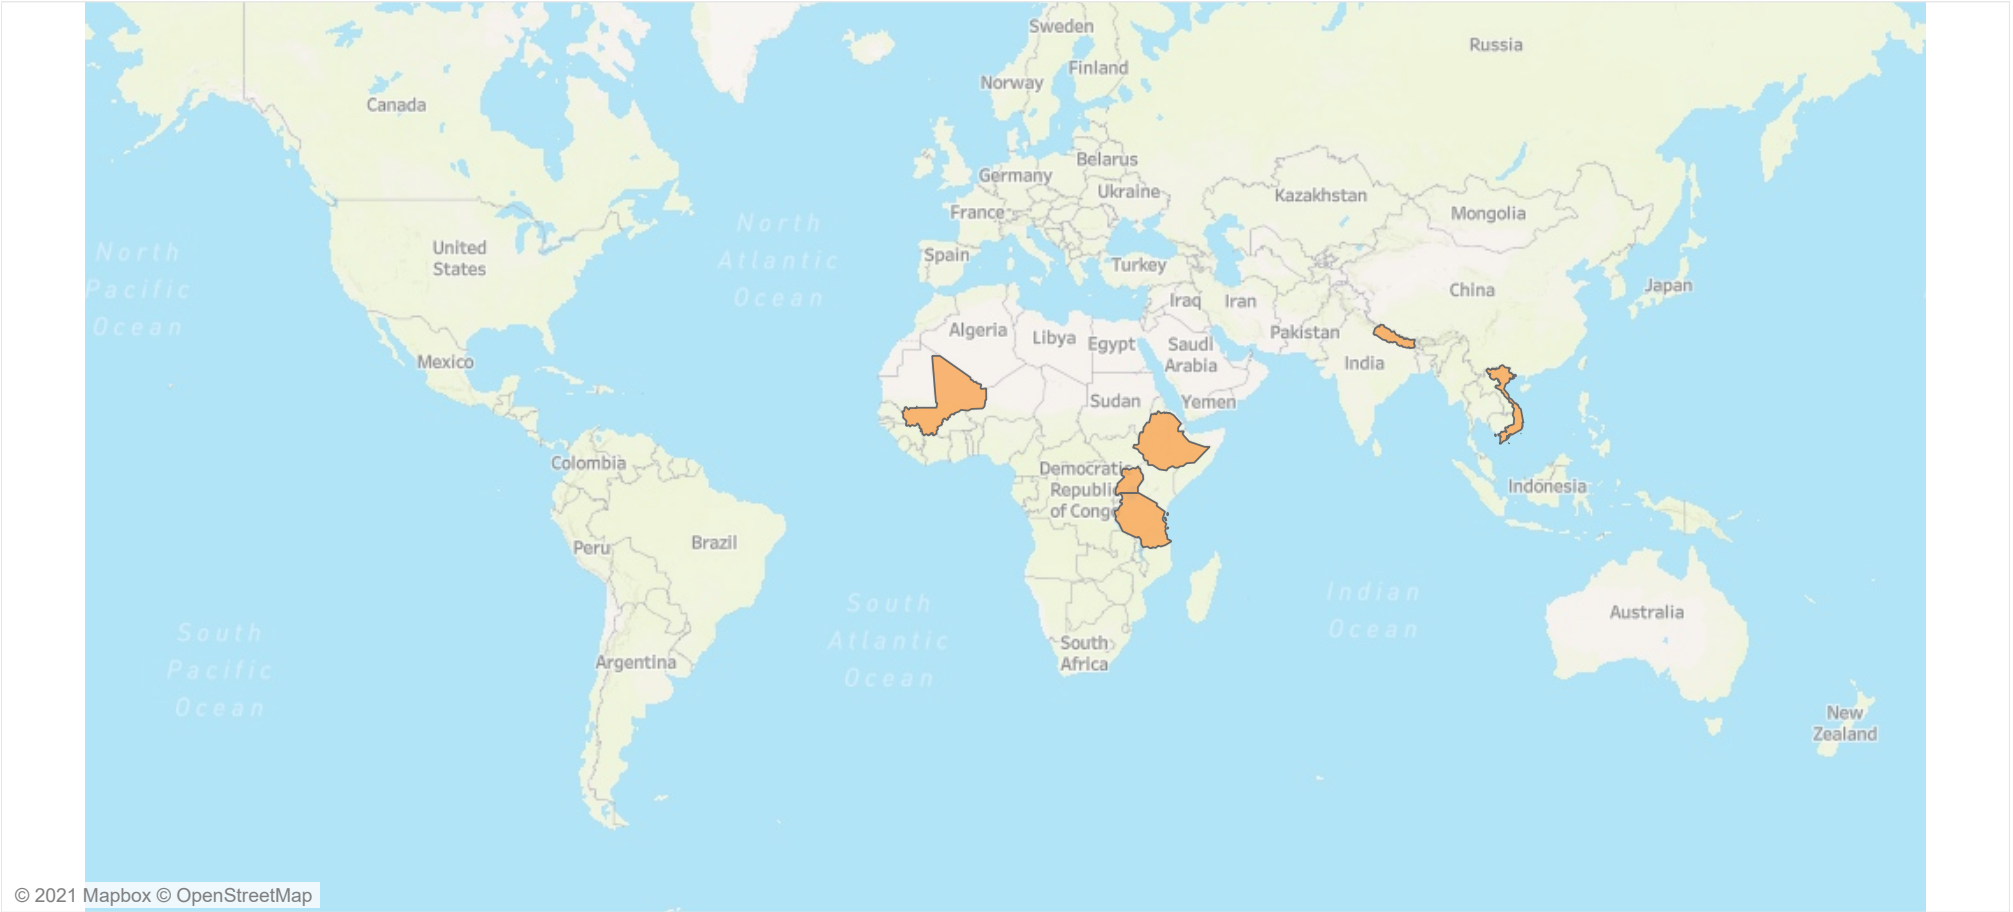 Sweden
Russia
Finland
Norway
Canada
Belarus
Germany
Ukraine
Kazakhstan
France
Mongolia
North
Atlantic
Ocean
United
States
North
Pacific
Ocean
Spain
Turkey
China
Japan
Iraq
Iran
Algeria
Libya
Egypt
Pakistan
Saudi
Arabia
India
Mexico
Sudan
Yemen
Colombia
Democratic
Republi
of Cong
Indonesia
Peru
Brazil
South
Atlantic
Ocean
Indian
Ocean
Australia
South
Pacific
Ocean
South
Africa
Argentina
New
Zealand
© 2021 Mapbox © OpenStreetMap